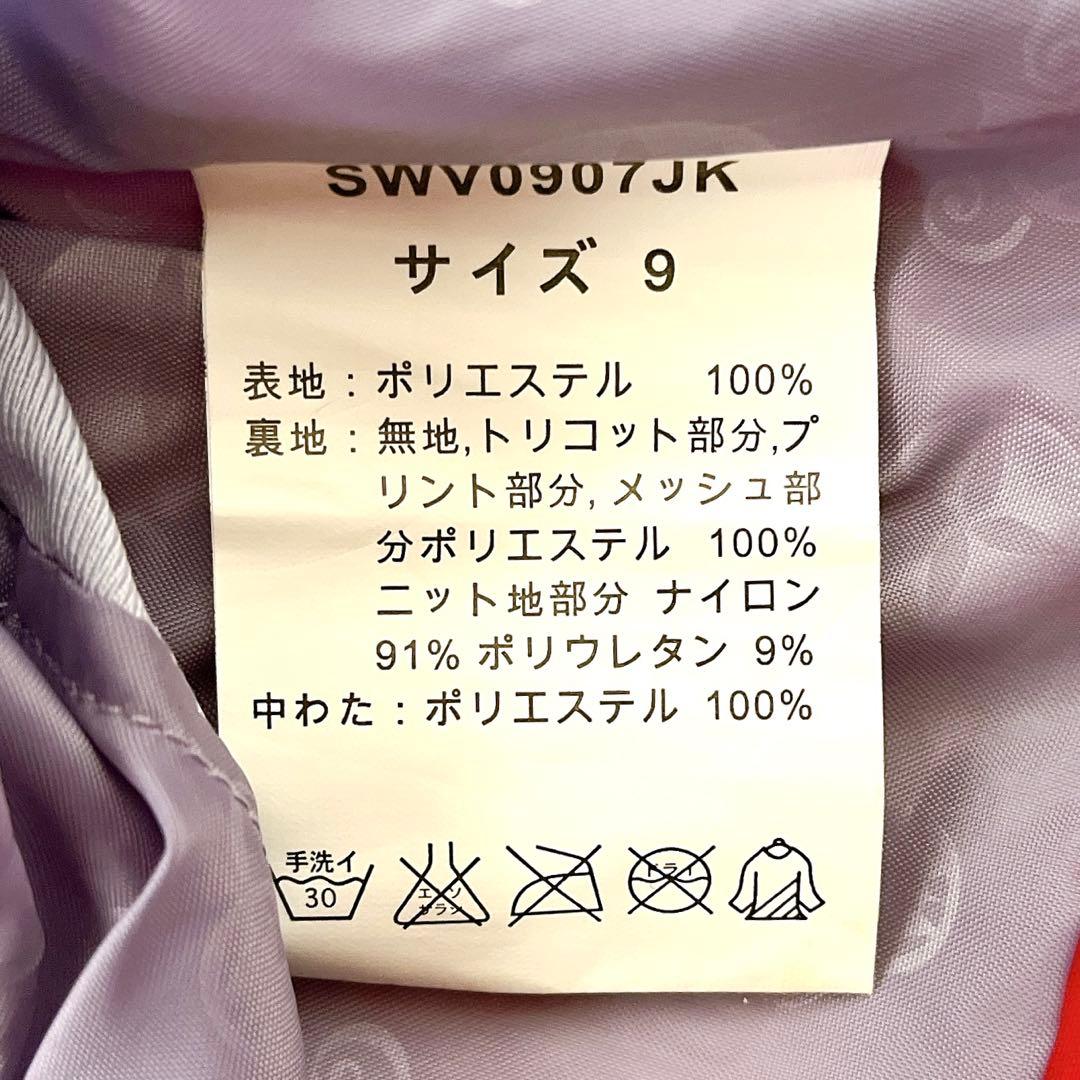 SWV0907JK
サイズ 9
表地：ポリエステル 100%
裏地：無地,トリコット部分,プ
リント部分,メッシュ部
分ポリエステル 100%
ニット地部分 ナイロン
91% ポリウレタン 9%
中わた：ポリエステル 100%
手洗イ
30
エンソ
サラシ
ドライ